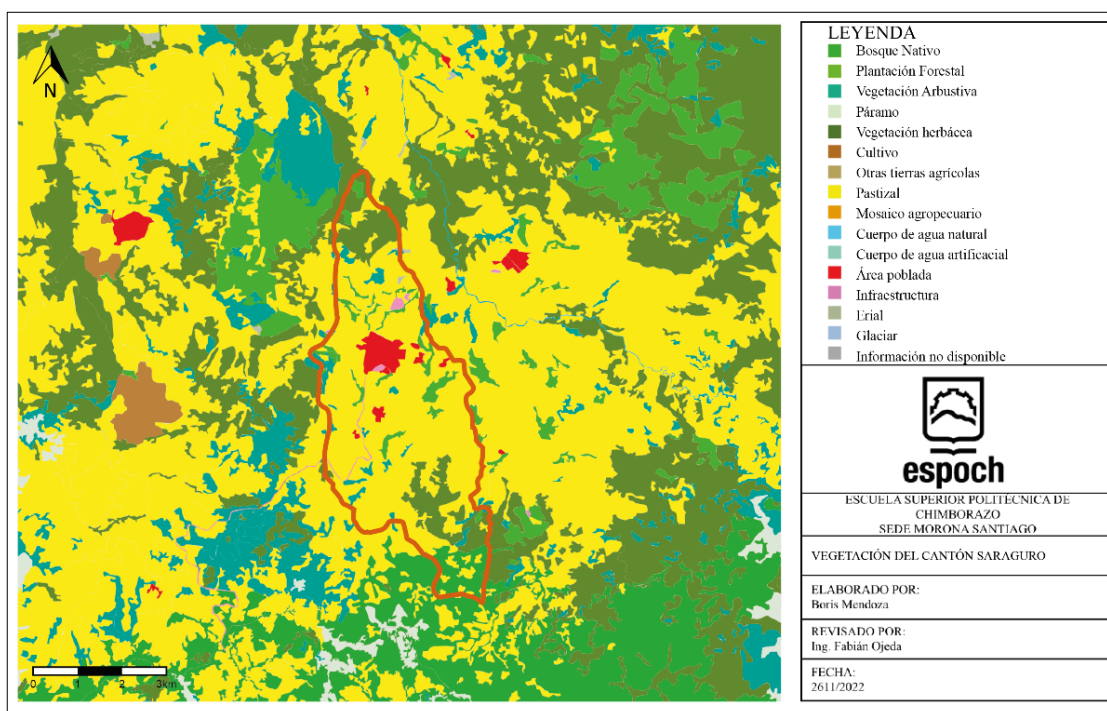 N
0 1 2 3km
LEYENDA
Bosque Nativo
Plantación Forestal
Vegetación Arbustiva
Páramo
Vegetación herbácea
Cultivo
Otras tierras agrícolas
Pastizal
Mosaico agropecuario
Cuerpo de agua natural
Cuerpo de agua artificacial
Área poblada
Infraestructura
Erial
Glaciar
Información no disponible
espoch
ESCUELA SUPERIOR POLITÉCNICA DE
CHIMBORAZO
SEDE MORONA SANTIAGO
VEGETACIÓN DEL CANTÓN SARAGURO
ELABORADO POR:
Boris Mendoza
REVISADO POR:
Ing. Fabián Ojeda
FECHA:
2611/2022